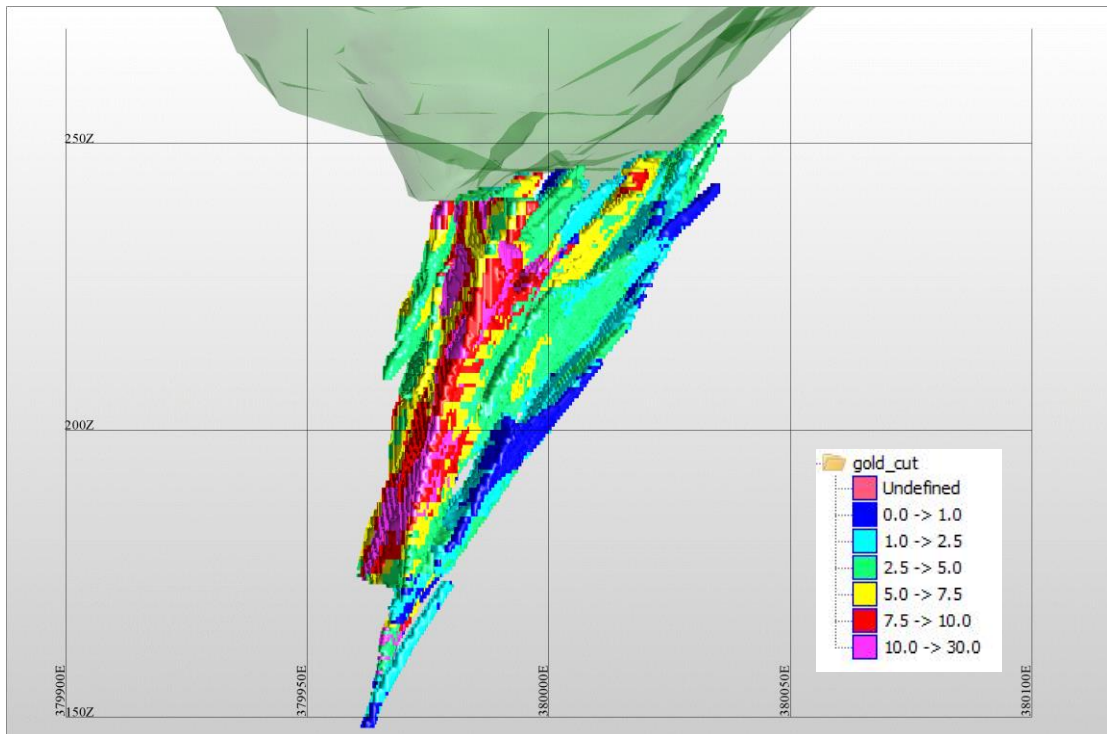 250Z
200Z
150Z
379900E
379950E
380000E
380050E
380100E
gold_cut
Undefined
0.0 -> 1.0
1.0 -> 2.5
2.5 -> 5.0
5.0 -> 7.5
7.5 -> 10.0
10.0 -> 30.0